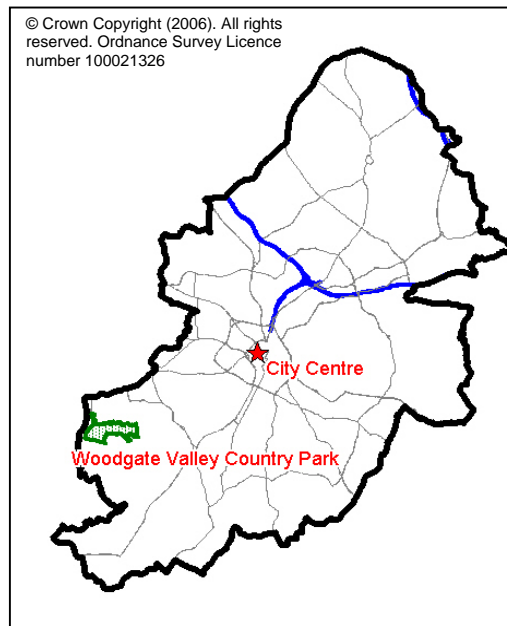 © Crown Copyright (2006). All rights
reserved. Ordnance Survey Licence
number 100021326
City Centre
Woodgate Valley Country Park